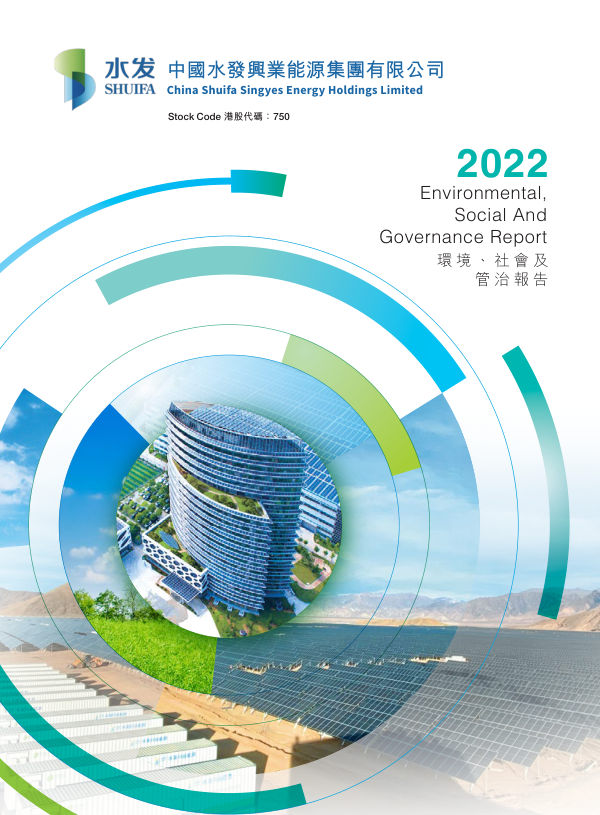 水发
SHUIFA
中國水發興業能源集團有限公司
China Shuifa Singyes Energy Holdings Limited
Stock Code 港股代碼：750
2022
Environmental,
Social And
Governance Report
環境、社會及
管治報告